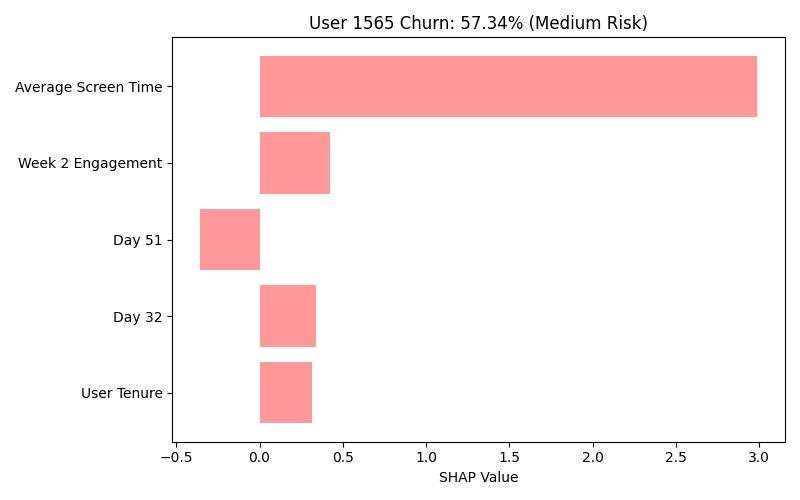 User 1565 Churn: 57.34% (Medium Risk)
Average Screen Time
Week 2 Engagement
Day 51
Day 32
User Tenure
−0.5 0.0 0.5 1.0 1.5 2.0 2.5 3.0
SHAP Value